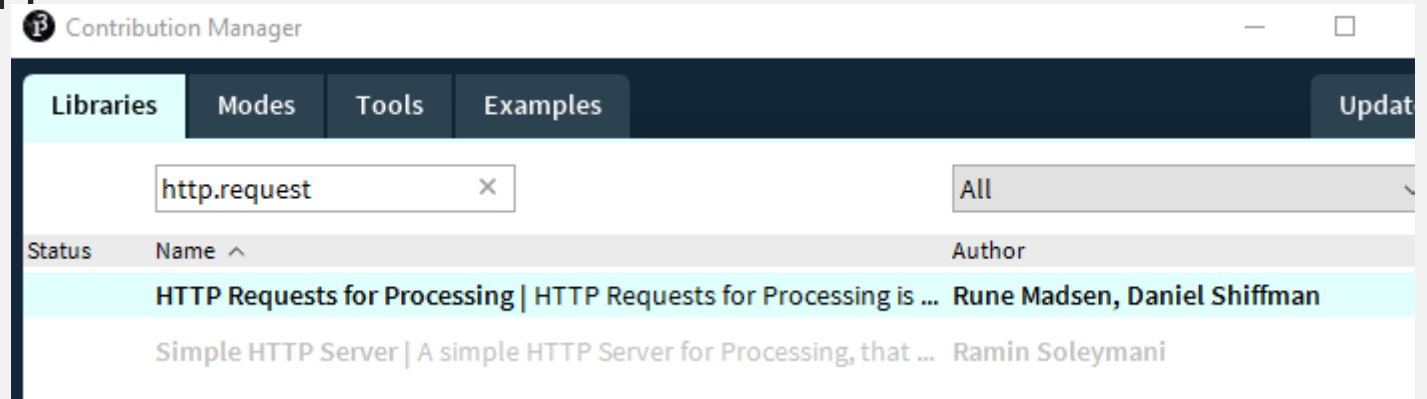 Contribution Manager
Libraries Modes Tools Examples Updat
http.request × All
Status Name Author
HTTP Requests for Processing | HTTP Requests for Processing is ... Rune Madsen, Daniel Shiffman
Simple HTTP Server | A simple HTTP Server for Processing, that ... Ramin Soleymani